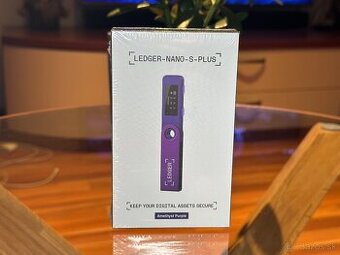 LEDGER-NANO-S-PLUS
LEDGER
KEEP YOUR DIGITAL ASSETS SECURE
Amethyst Purple